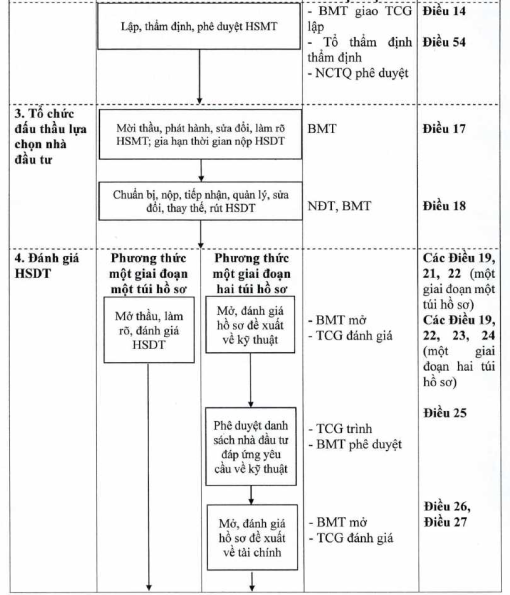 Lập, thẩm định, phê duyệt HSMT
- BMT giao TCG
lập
- Tổ thẩm định
thẩm định
- NCTQ phê duyệt
Điều 14
Điều 54
3. Tổ chức
đấu thầu lựa
chọn nhà
đầu tư
Mời thầu, phát hành, sửa đổi, làm rõ
HSMT; gia hạn thời gian nộp HSDT
BMT
Điều 17
Chuẩn bị, nộp, tiếp nhận, quản lý, sửa
đổi, thay thế, rút HSDT
NĐT, BMT
Điều 18
4. Đánh giá
HSDT
Phương thức
một giai đoạn
một túi hồ sơ
Mở thầu, làm
rõ, đánh giá
HSDT
Phương thức
một giai đoạn
hai túi hồ sơ
Mở, đánh giá
hồ sơ đề xuất
về kỹ thuật
- BMT mở
- TCG đánh giá
Các Điều 19,
21, 22 (một
giai đoạn một
túi hồ sơ)
Các Điều 19,
22, 23, 24
(một giai
đoạn hai túi
hồ sơ)
Phê duyệt danh
sách nhà đầu tư
đáp ứng yêu
cầu về kỹ thuật
- TCG trình
- BMT phê duyệt
Điều 25
Mở, đánh giá
hồ sơ đề xuất
về tài chính
- BMT mở
- TCG đánh giá
Điều 26,
Điều 27